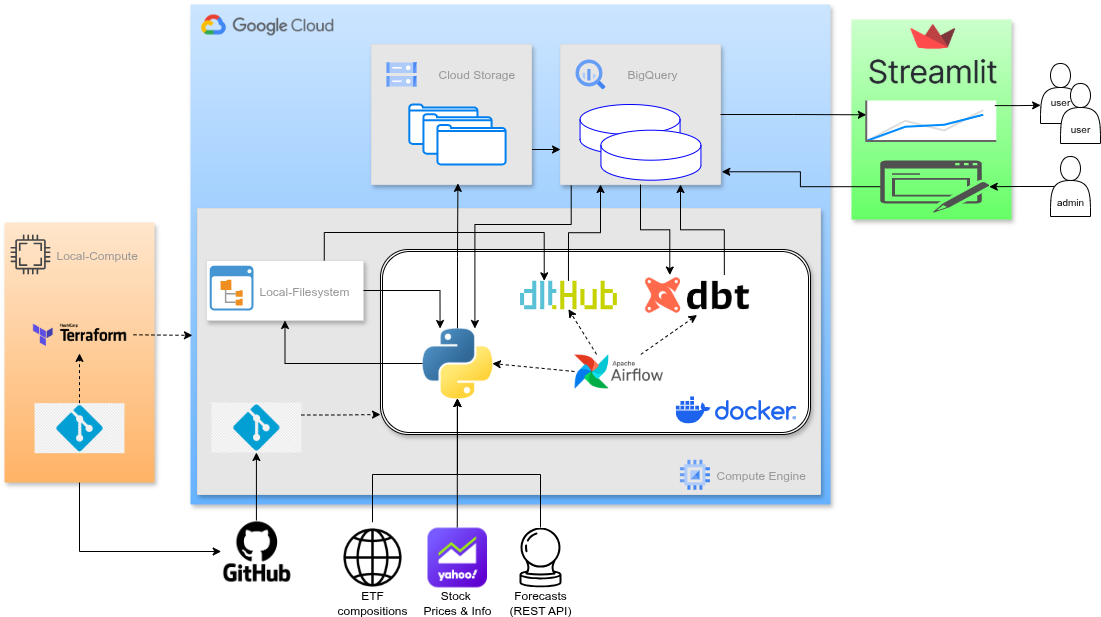 Google Cloud
Cloud Storage
BigQuery
Streamlit
user
user
admin
Local-Compute
HashiCorp
Terraform
Local-Filesystem
dltHub
dbt
Apache
Airflow
docker
Compute Engine
GitHub
yahoo!
ETF
compositions
Stock
Prices & Info
Forecasts
(REST API)